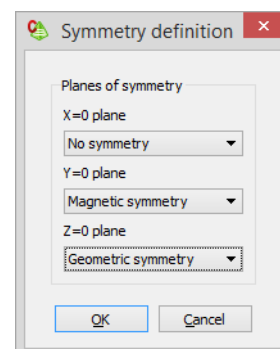 Symmetry definition
Planes of symmetry
X=0 plane
No symmetry
Y=0 plane
Magnetic symmetry
Z=0 plane
Geometric symmetry
OK
Cancel